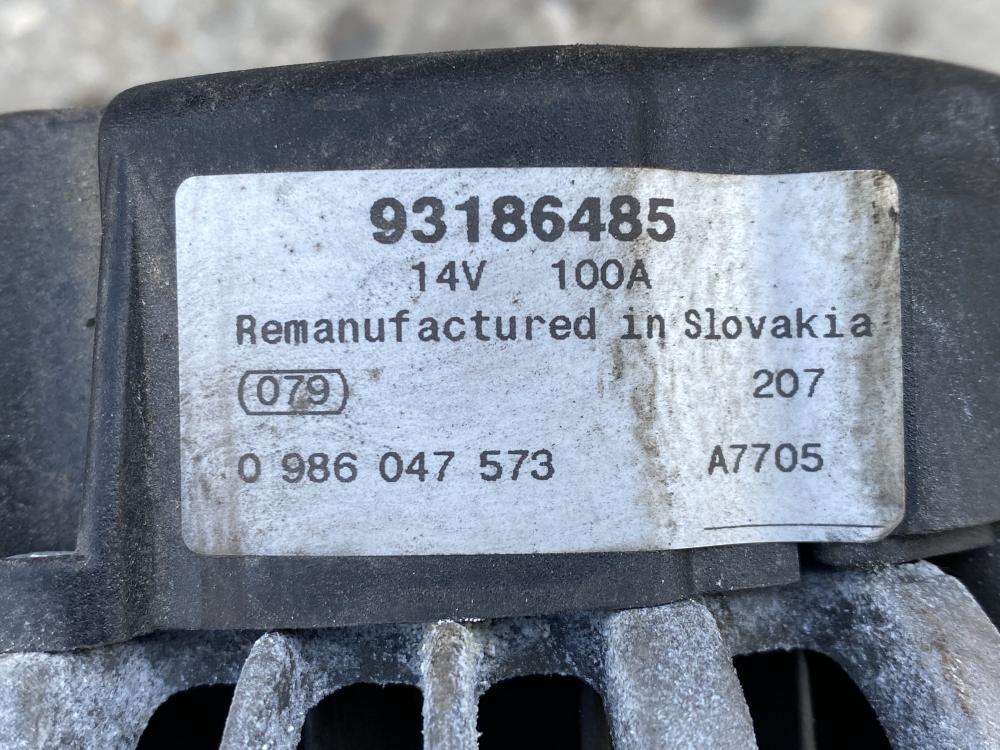 93186485
14V 100A
Remanufactured in Slovakia
079 207
0 986 047 573 A7705